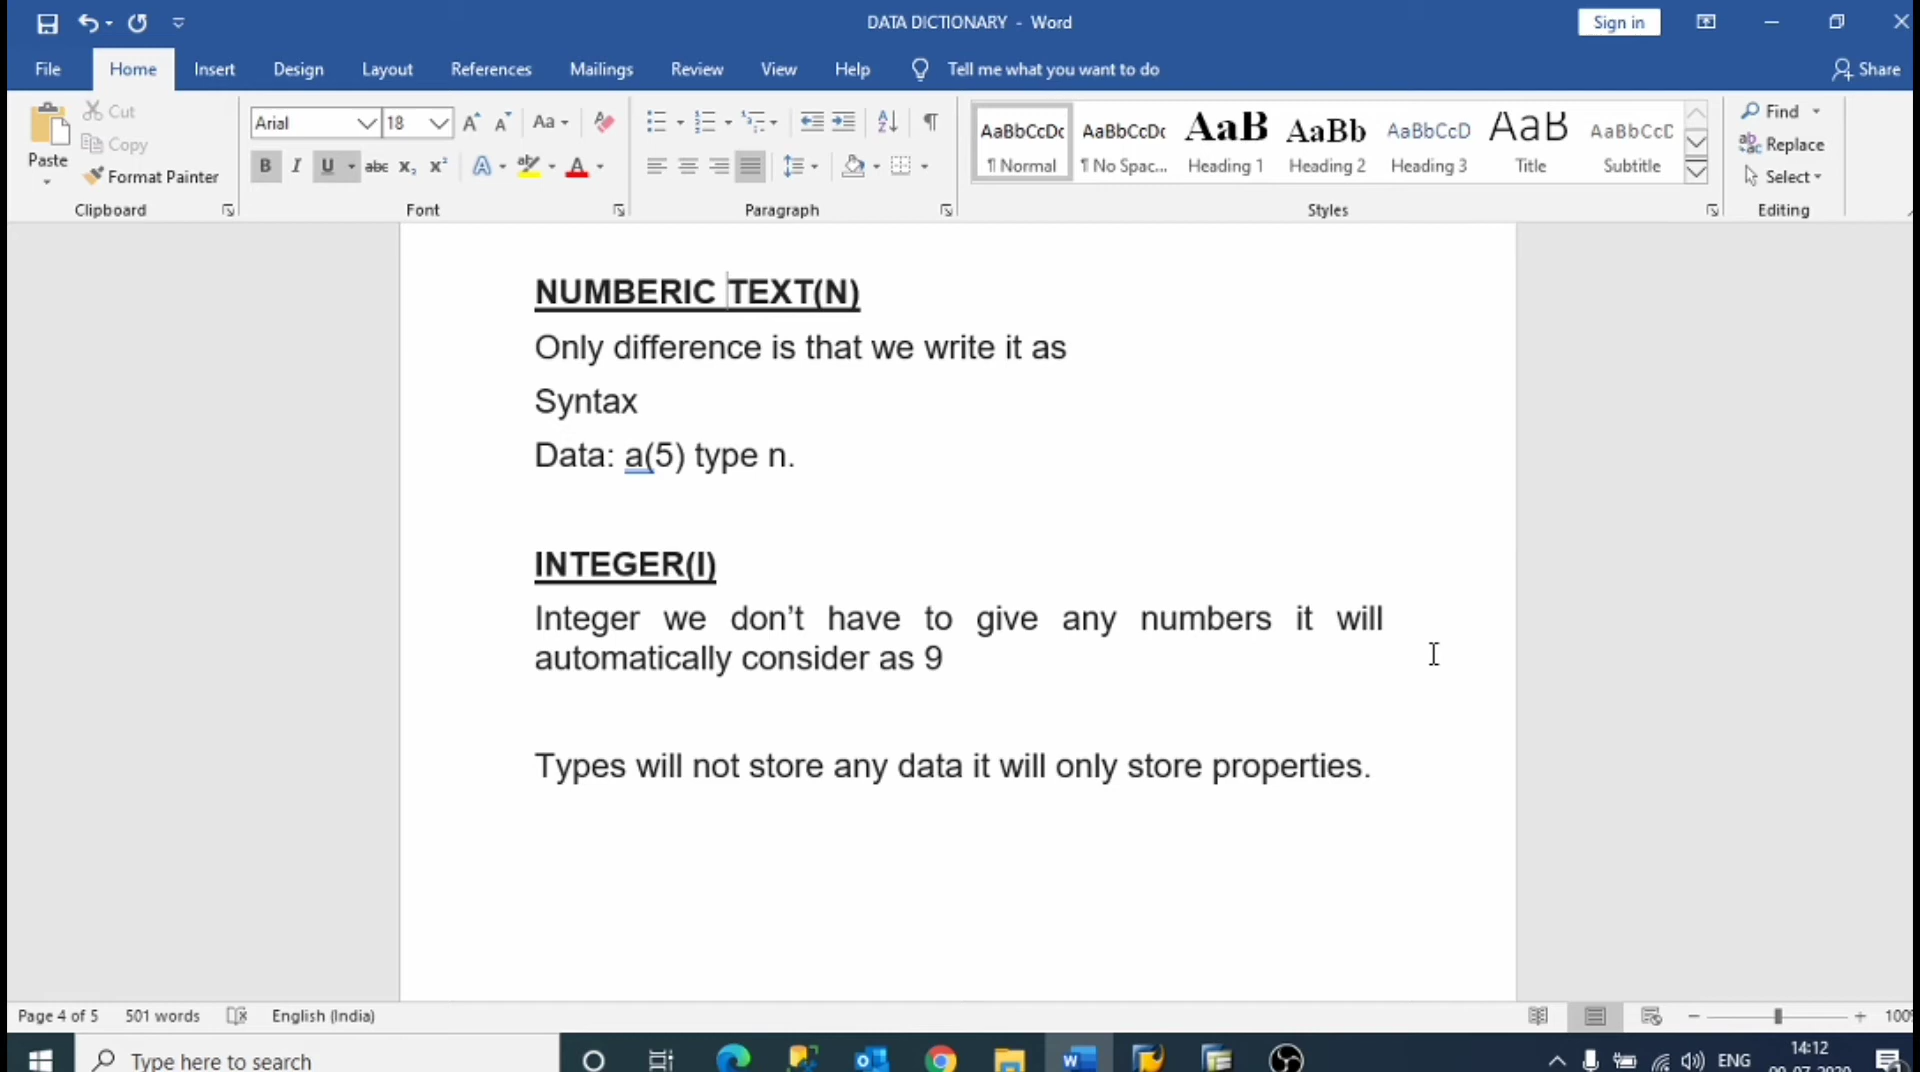 DATA DICTIONARY - Word
Sign in
File Home Insert Design Layout References Mailings Review View Help Tell me what you want to do Share
Paste
Cut
Copy
Format Painter
Clipboard
Arial 18
Font
Paragraph
AaBbCcDc AaBbCcDc AaB AaBb AaBbCcD AaB AaBbCcD
¶ Normal ¶ No Spac... Heading 1 Heading 2 Heading 3 Title Subtitle
Styles
Find
Replace
Select
Editing
NUMBERIC TEXT(N)
Only difference is that we write it as
Syntax
Data: a(5) type n.
INTEGER(I)
Integer we don't have to give any numbers it will
automatically consider as 9
Types will not store any data it will only store properties.
Page 4 of 5 501 words English (India)
Type here to search
ENG
14:12